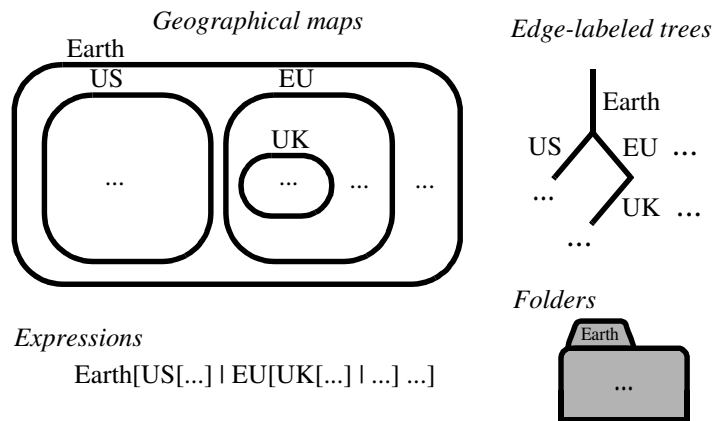 Geographical maps
Earth
US
EU
UK
...
...
...
...
Edge-labeled trees
Earth
US
EU ...
...
UK ...
...
Folders
Earth
...
Expressions
Earth[US[...] | EU[UK[...] | ...] ...]